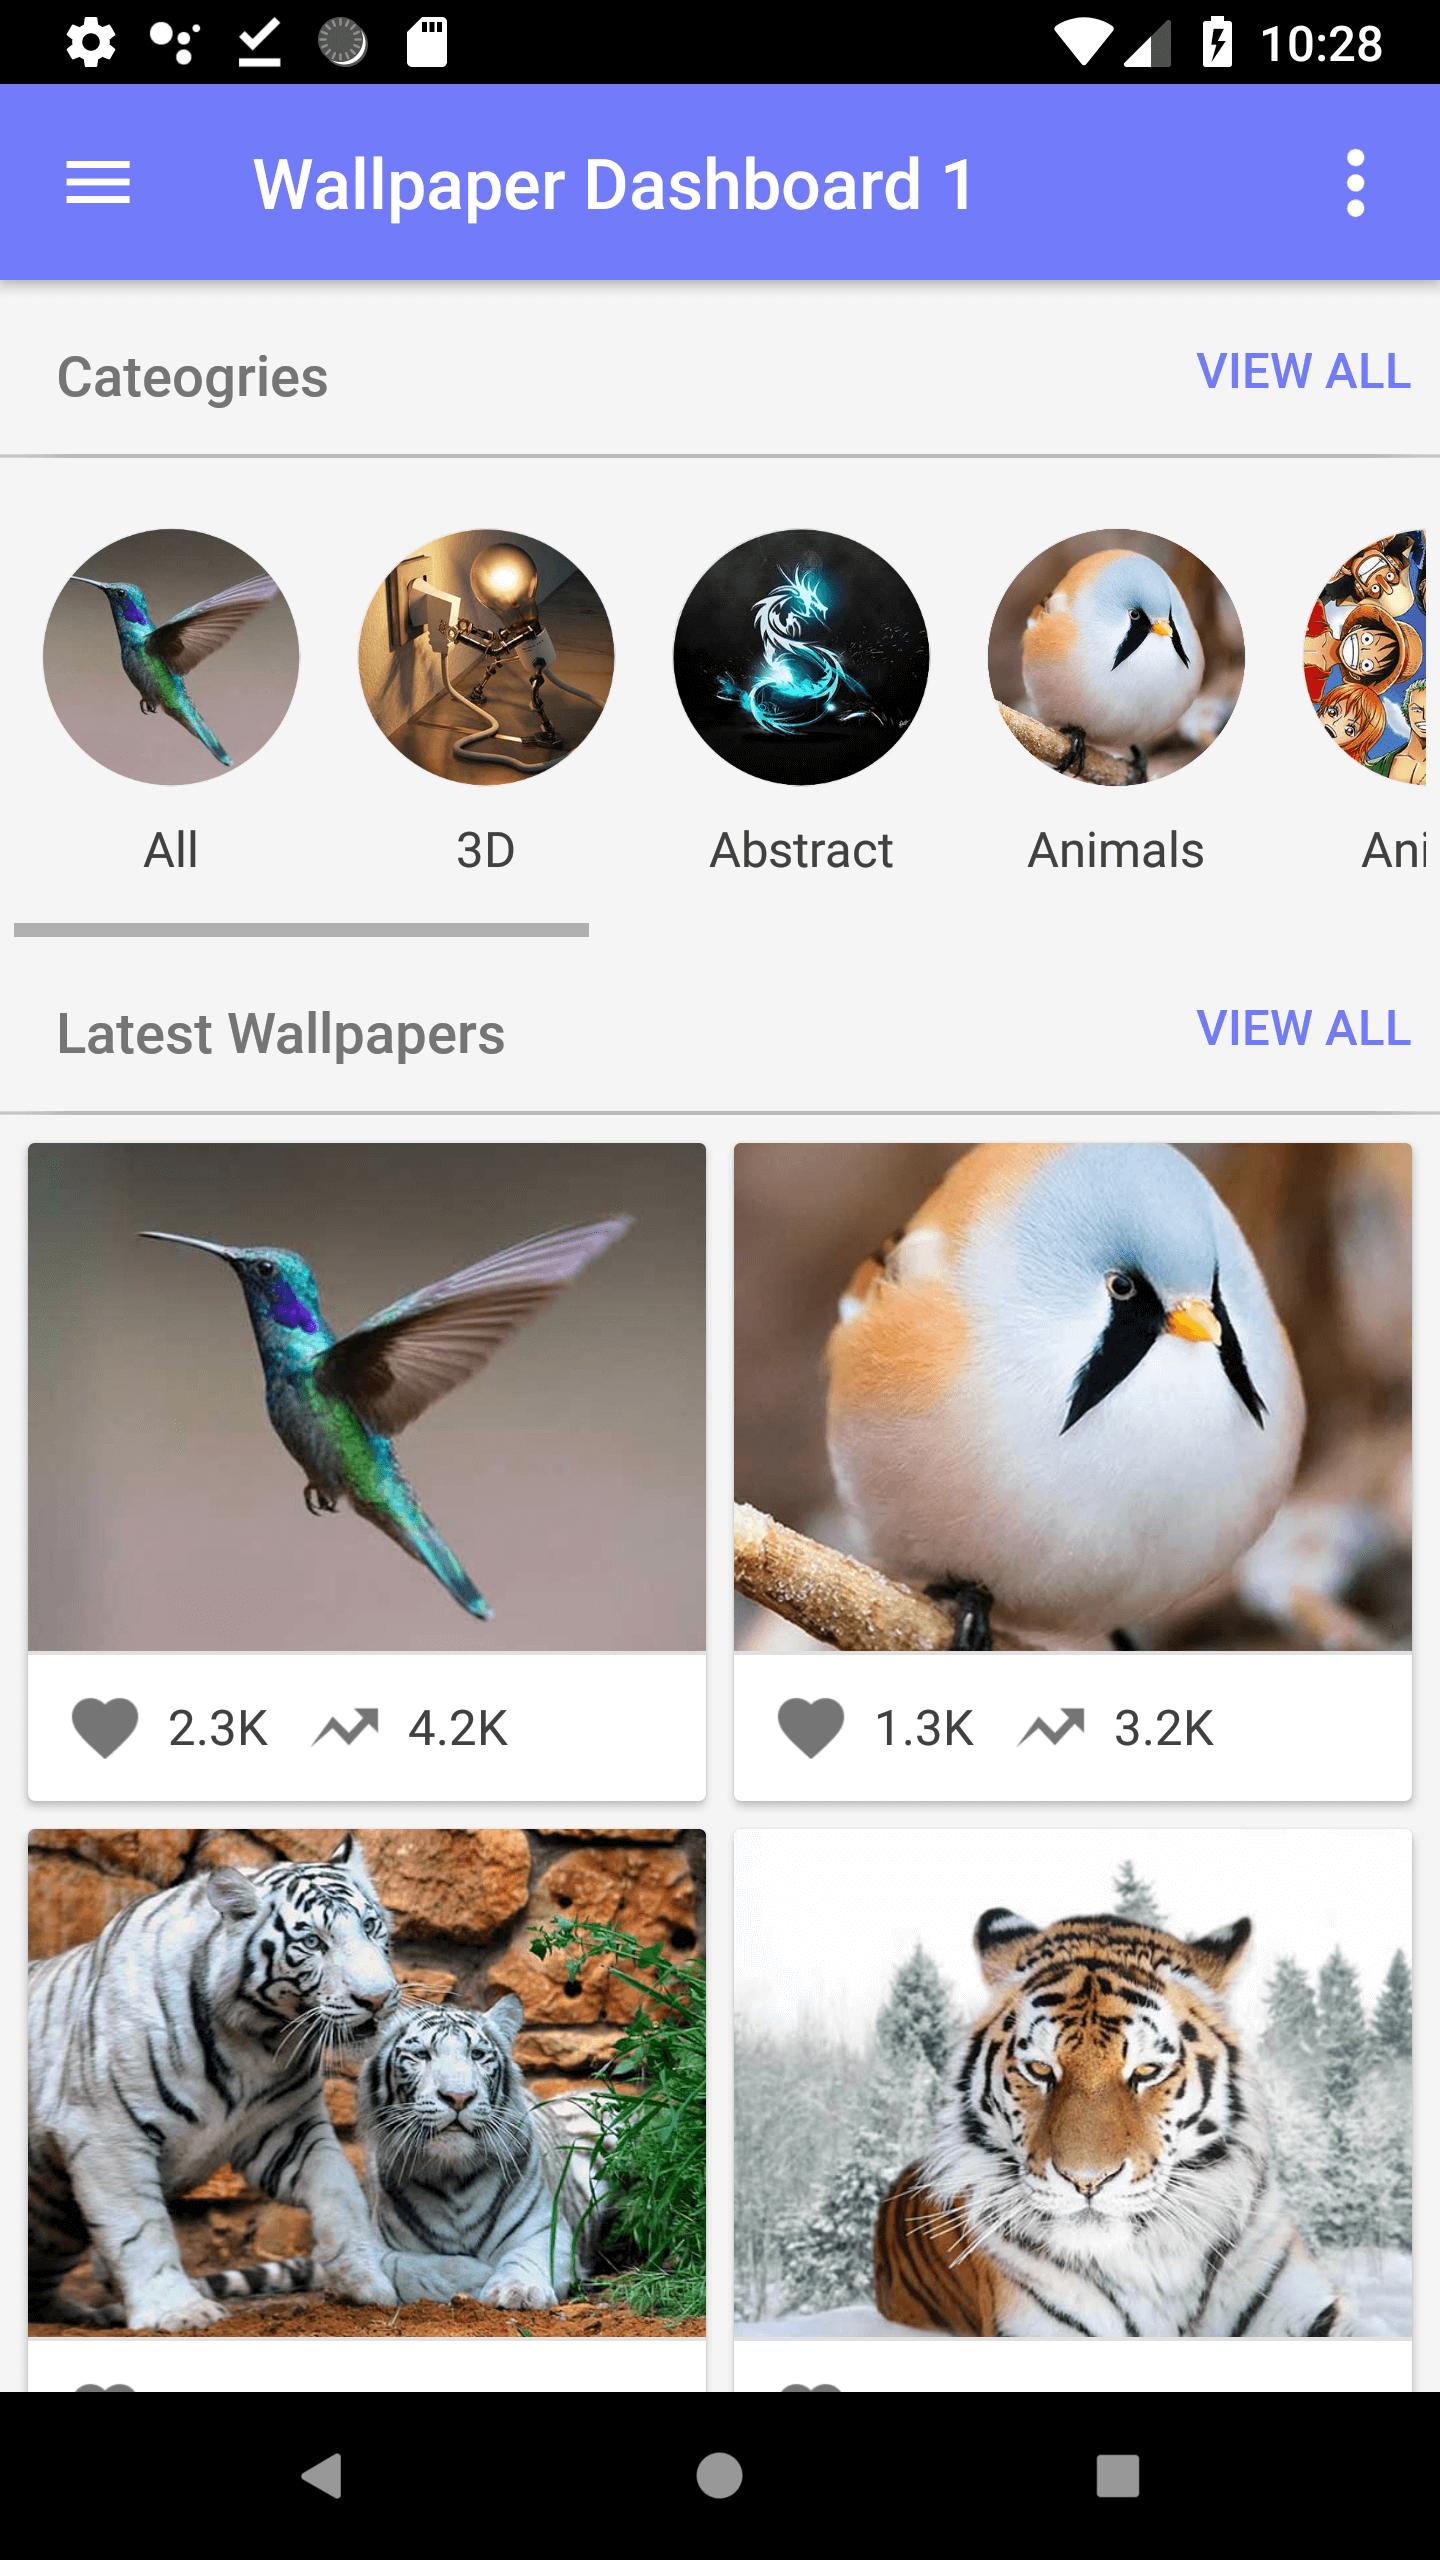 10:28
Wallpaper Dashboard 1
Cateogries VIEW ALL
All 3D Abstract Animals Ani
Latest Wallpapers VIEW ALL
2.3K 4.2K 1.3K 3.2K